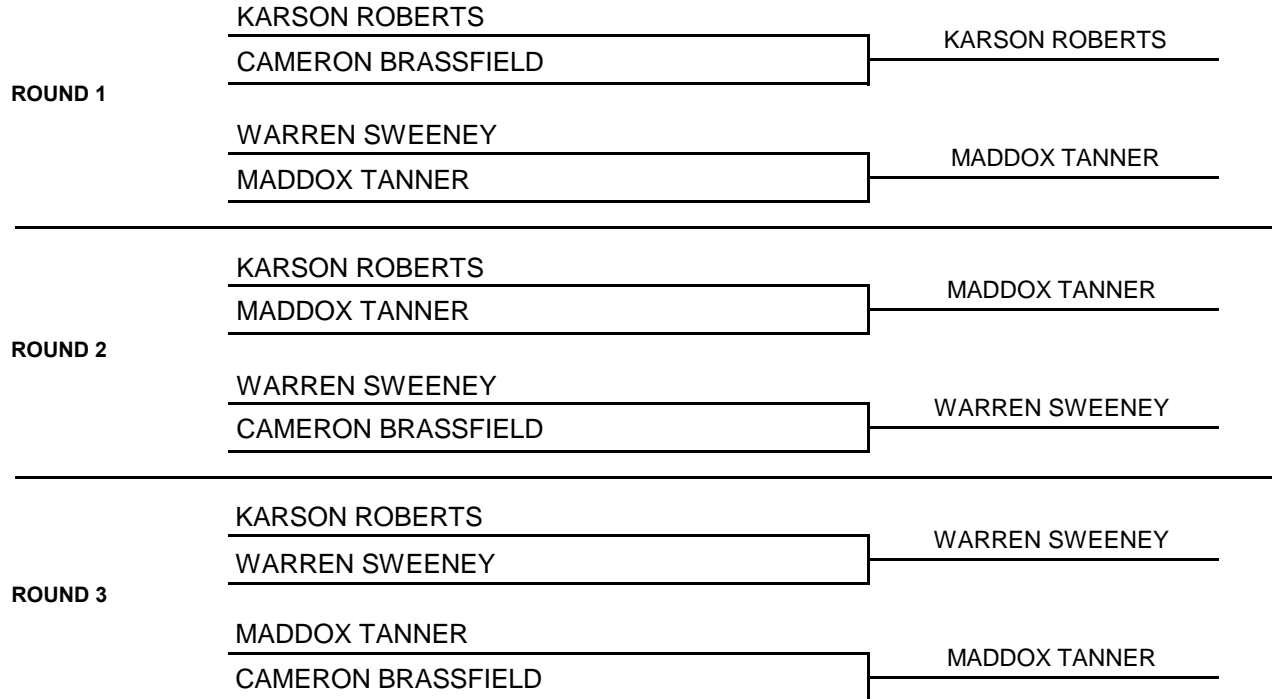 KARSON ROBERTS
KARSON ROBERTS
CAMERON BRASSFIELD
ROUND 1
WARREN SWEENEY
MADDOX TANNER
MADDOX TANNER
KARSON ROBERTS
MADDOX TANNER
MADDOX TANNER
ROUND 2
WARREN SWEENEY
WARREN SWEENEY
CAMERON BRASSFIELD
KARSON ROBERTS
WARREN SWEENEY
WARREN SWEENEY
ROUND 3
MADDOX TANNER
MADDOX TANNER
CAMERON BRASSFIELD